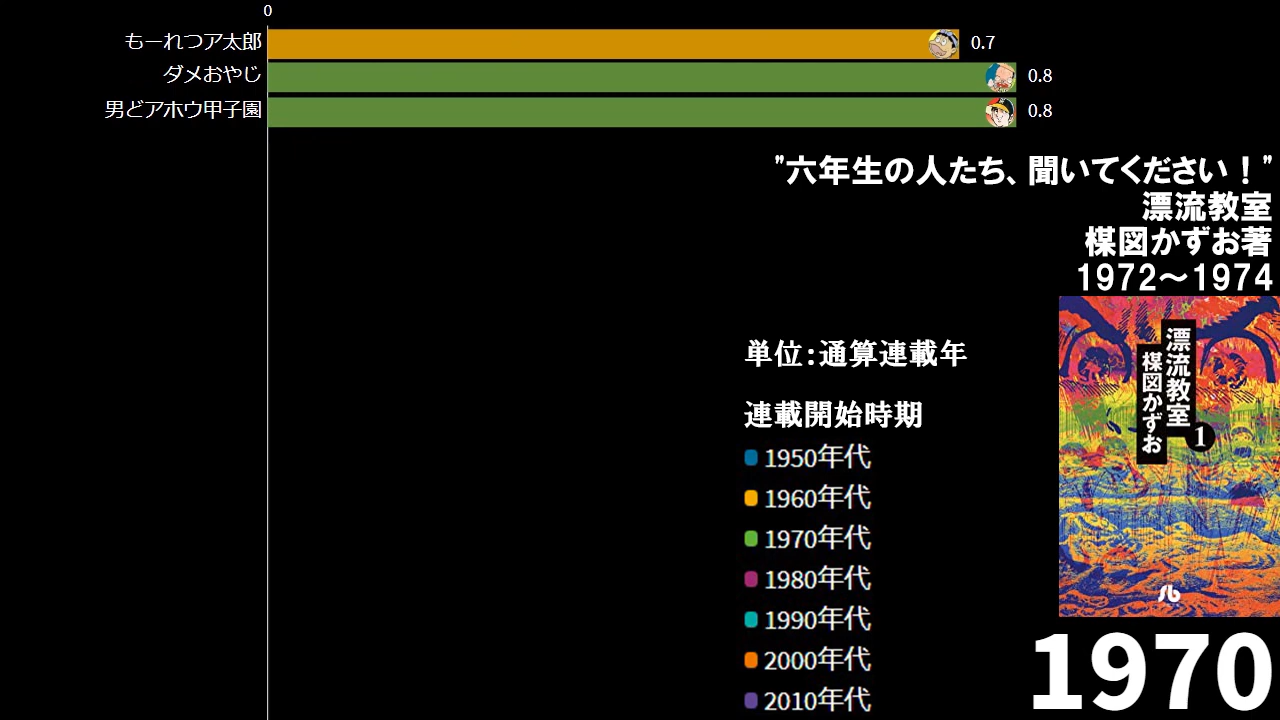 0
もーれつア太郎
0.7
ダメおやじ
0.8
男どアホウ甲子園
0.8
"六年生の人たち、聞いてください！"
漂流教室
楳図かずお著
1972～1974
単位:通算連載年
連載開始時期
1950年代
1960年代
1970年代
1980年代
1990年代
2000年代
2010年代
漂流教室
楳図かずお
1
1970